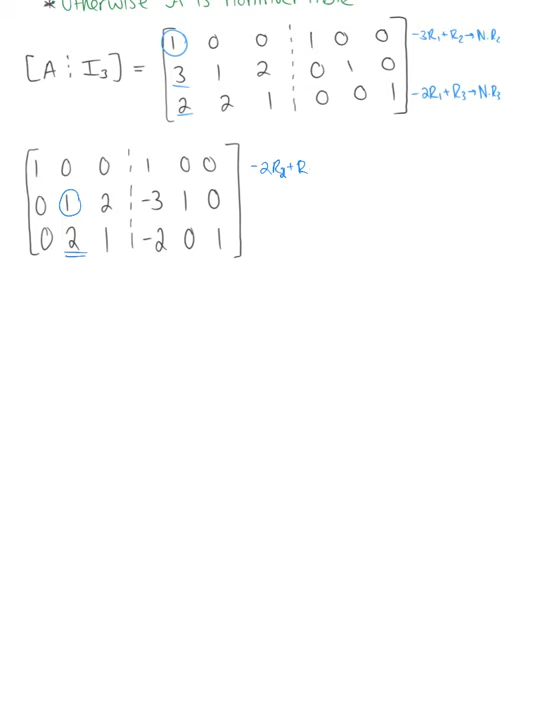 * Otherwise A is noninvertible
[A ⋮ I₃] = [1 0 0 ⋮ 1 0 0] -3R₁+R₂→N.R₂
[3 1 2 ⋮ 0 1 0]
[2 2 1 ⋮ 0 0 1] -2R₁+R₃→N.R₃
[1 0 0 ⋮ 1 0 0] -2R₂+R
[0 1 2 ⋮ -3 1 0]
[0 2 1 ⋮ -2 0 1]